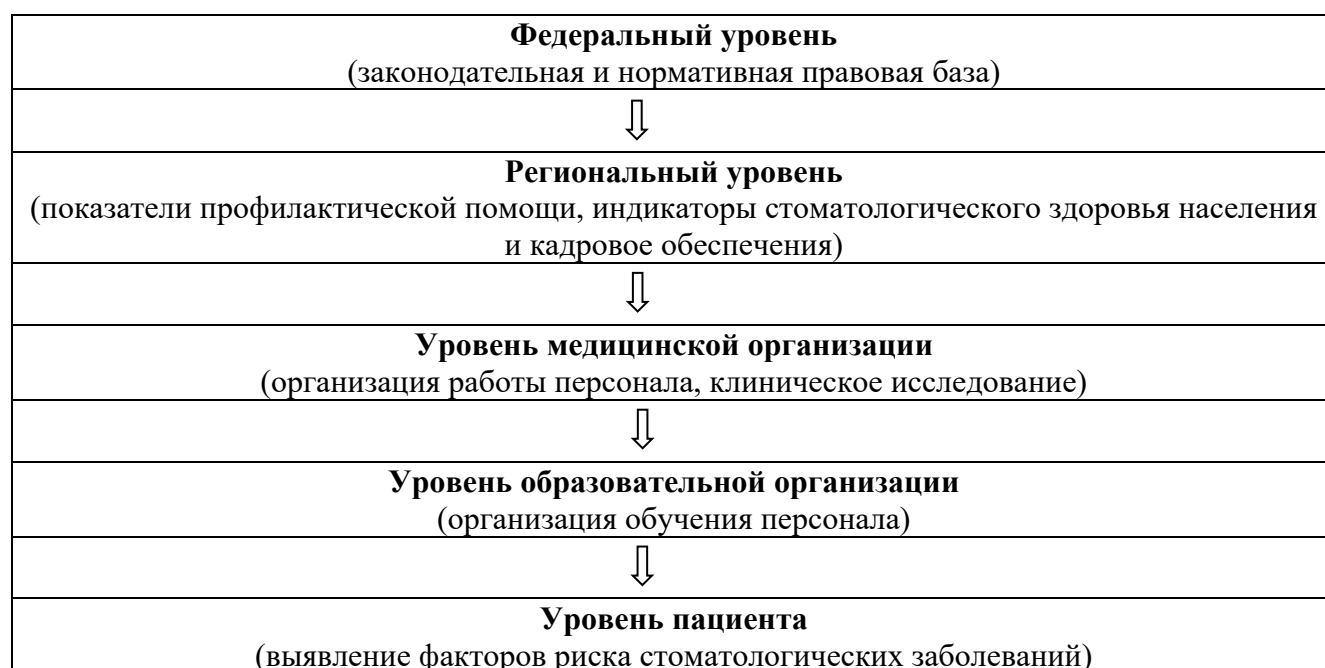 Федеральный уровень
(законодательная и нормативная правовая база)
⇩
Региональный уровень
(показатели профилактической помощи, индикаторы стоматологического здоровья населения
и кадровое обеспечения)
⇩
Уровень медицинской организации
(организация работы персонала, клиническое исследование)
⇩
Уровень образовательной организации
(организация обучения персонала)
⇩
Уровень пациента
(выявление факторов риска стоматологических заболеваний)